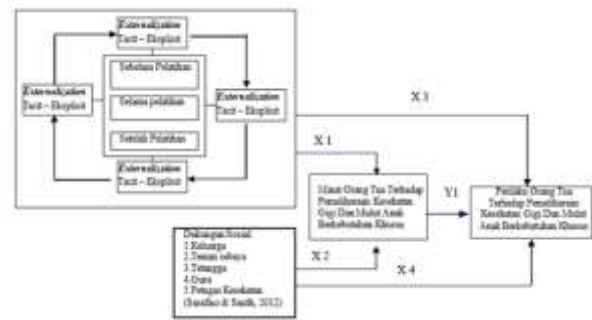 Externalization
Tacit – Eksplisit
Sebelum Pelatihan
Externalization
Tacit – Eksplisit
Selama pelatihan
Externalization
Tacit – Eksplisit
Setelah Pelatihan
Externalization
Tacit – Eksplisit
X 3
X 1
Minat Orang Tua Terhadap
Pemeliharaan Kesehatan
Gigi Dan Mulut Anak
Berkebutuhan Khusus
Y1
Perilaku Orang Tua
Terhadap Pemeliharaan
Kesehatan Gigi Dan Mulut
Anak Berkebutuhan Khusus
Dukungan Sosial
1.Keluarga
2.Teman sebaya
3.Tetangga
4.Guru
5.Petugas Kesehatan
(Sarafino & Smith, 2012)
X 2
X 4